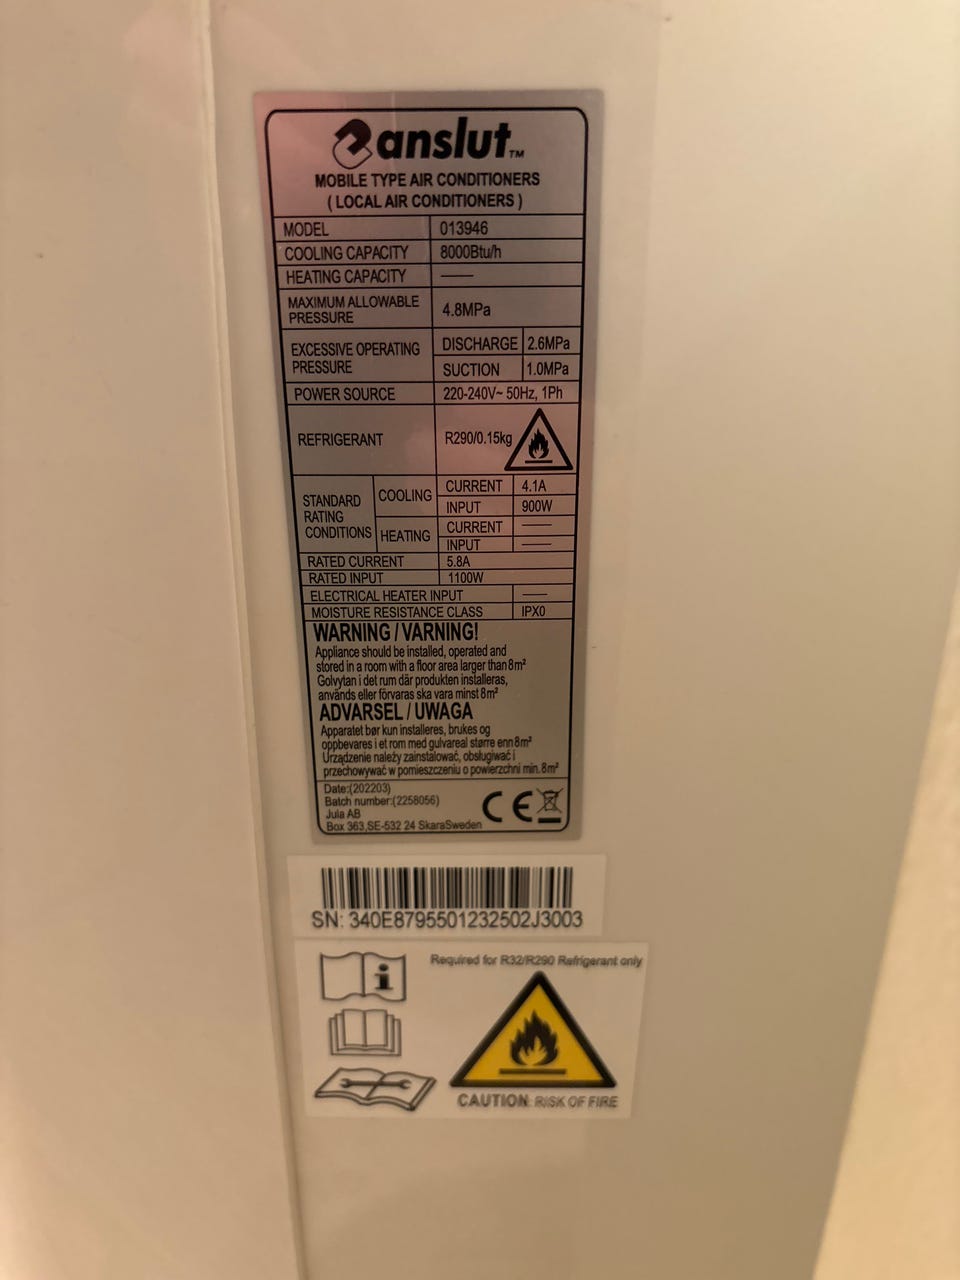 anslut™
MOBILE TYPE AIR CONDITIONERS
( LOCAL AIR CONDITIONERS )
MODEL 013946
COOLING CAPACITY 8000Btu/h
HEATING CAPACITY ——
MAXIMUM ALLOWABLE
PRESSURE 4.8MPa
EXCESSIVE OPERATING
PRESSURE
DISCHARGE 2.6MPa
SUCTION 1.0MPa
POWER SOURCE 220-240V~ 50Hz, 1Ph
REFRIGERANT R290/0.15kg
STANDARD
RATING
CONDITIONS
COOLING
CURRENT 4.1A
INPUT 900W
HEATING
CURRENT ——
INPUT ——
RATED CURRENT 5.8A
RATED INPUT 1100W
ELECTRICAL HEATER INPUT ——
MOISTURE RESISTANCE CLASS IPX0
WARNING / VARNING!
Appliance should be installed, operated and
stored in a room with a floor area larger than 8m²
Golvytan i det rum där produkten installeras,
används eller förvaras ska vara minst 8m²
ADVARSEL / UWAGA
Apparatet bør kun installeres, brukes og
oppbevares i et rom med gulvareal større enn 8m²
Urządzenie należy zainstalować, obsługiwać i
przechowywać w pomieszczeniu o powierzchni min. 8m²
Date:(202203)
Batch number:(2258056)
Jula AB
Box 363,SE-532 24 SkaraSweden
CE
SN: 340E8795501232502J3003
Required for R32/R290 Refrigerant only
i
CAUTION: RISK OF FIRE